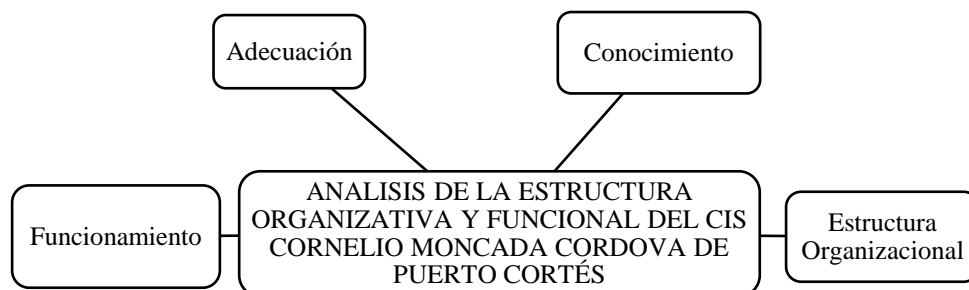 Adecuación
Conocimiento
Funcionamiento
ANALISIS DE LA ESTRUCTURA
ORGANIZATIVA Y FUNCIONAL DEL CIS
CORNELIO MONCADA CORDOVA DE
PUERTO CORTÉS
Estructura
Organizacional